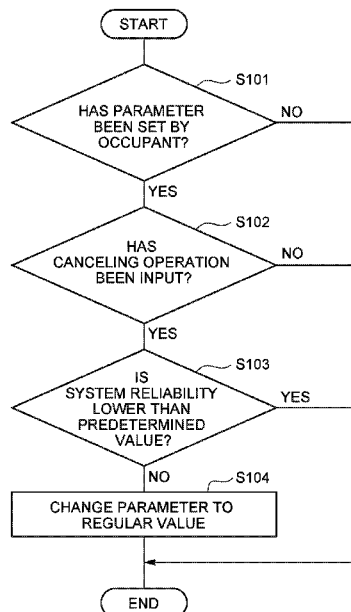 START
S101
HAS PARAMETER
BEEN SET BY
OCCUPANT?
NO
YES
S102
HAS
CANCELING OPERATION
BEEN INPUT?
NO
YES
S103
IS
SYSTEM RELIABILITY
LOWER THAN
PREDETERMINED
VALUE?
YES
NO
S104
CHANGE PARAMETER TO
REGULAR VALUE
END